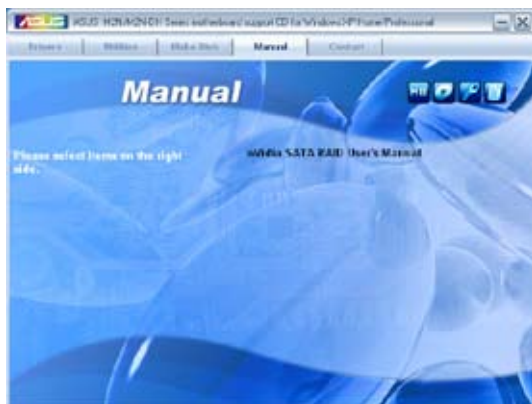 ASUS M2N/M2N-DH Series motherboard support CD for Windows XP Home/Professional
Drivers Utilities Make Disk Manual Contact
Manual
Please select items on the right
side.
nVidia SATA RAID User's Manual